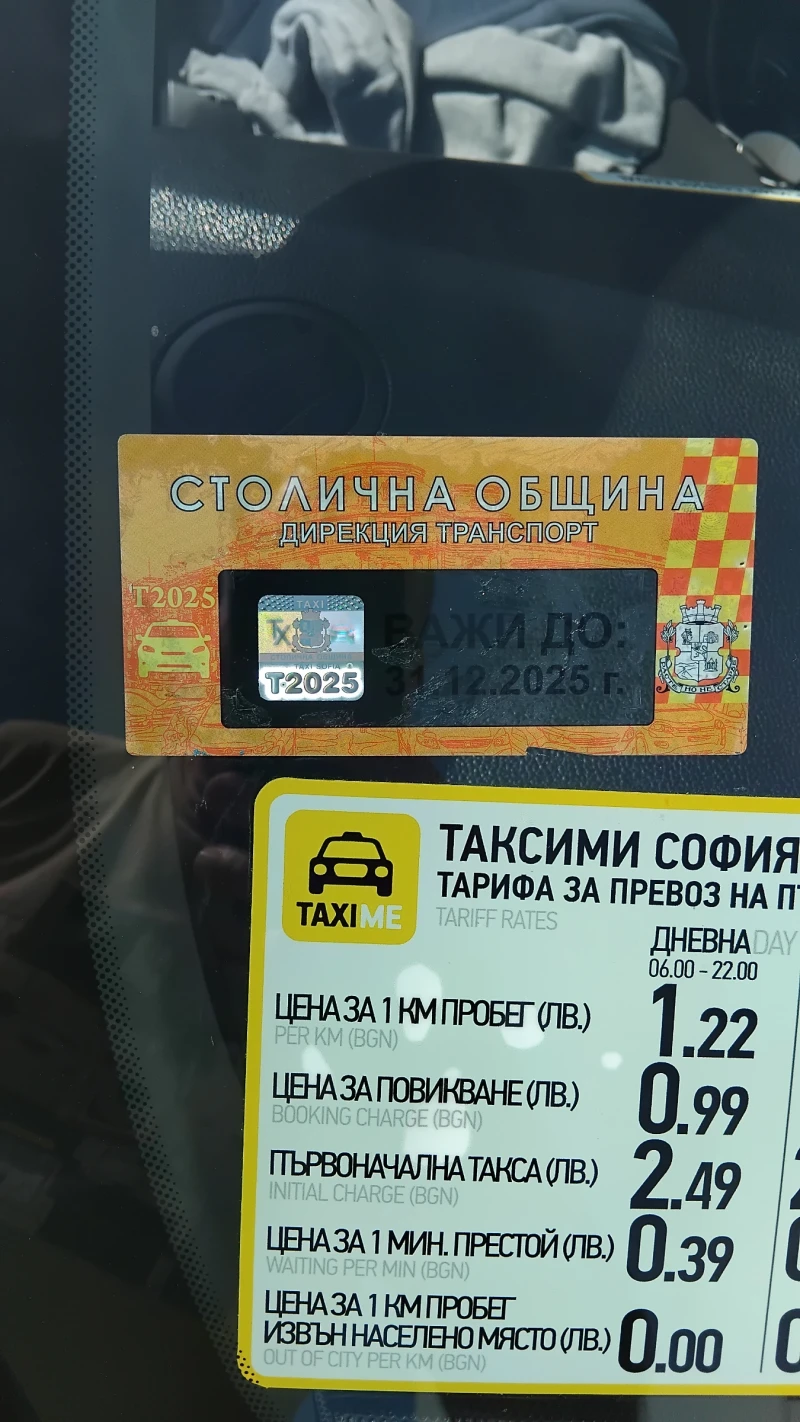 СТОЛИЧНА ОБЩИНА
ДИРЕКЦИЯ ТРАНСПОРТ
T2025
TAXI
T2025
ВАЖИ ДО:
31.12.2025 г.
TAXIME
ТАКСИМИ СОФИЯ
ТАРИФА ЗА ПРЕВОЗ НА
TARIFF RATES
ДНЕВНА DAY
06.00 - 22.00
ЦЕНА ЗА 1 КМ ПРОБЕГ (ЛВ.) 1.22
PER KM (BGN)
ЦЕНА ЗА ПОВИКВАНЕ (ЛВ.) 0.99
BOOKING CHARGE (BGN)
ПЪРВОНАЧАЛНА ТАКСА (ЛВ.) 2.49
INITIAL CHARGE (BGN)
ЦЕНА ЗА 1 МИН. ПРЕСТОЙ (ЛВ.) 0.39
WAITING PER MIN (BGN)
ЦЕНА ЗА 1 КМ ПРОБЕГ
ИЗВЪН НАСЕЛЕНО МЯСТО (ЛВ.) 0.00
OUT OF CITY PER KM (BGN)